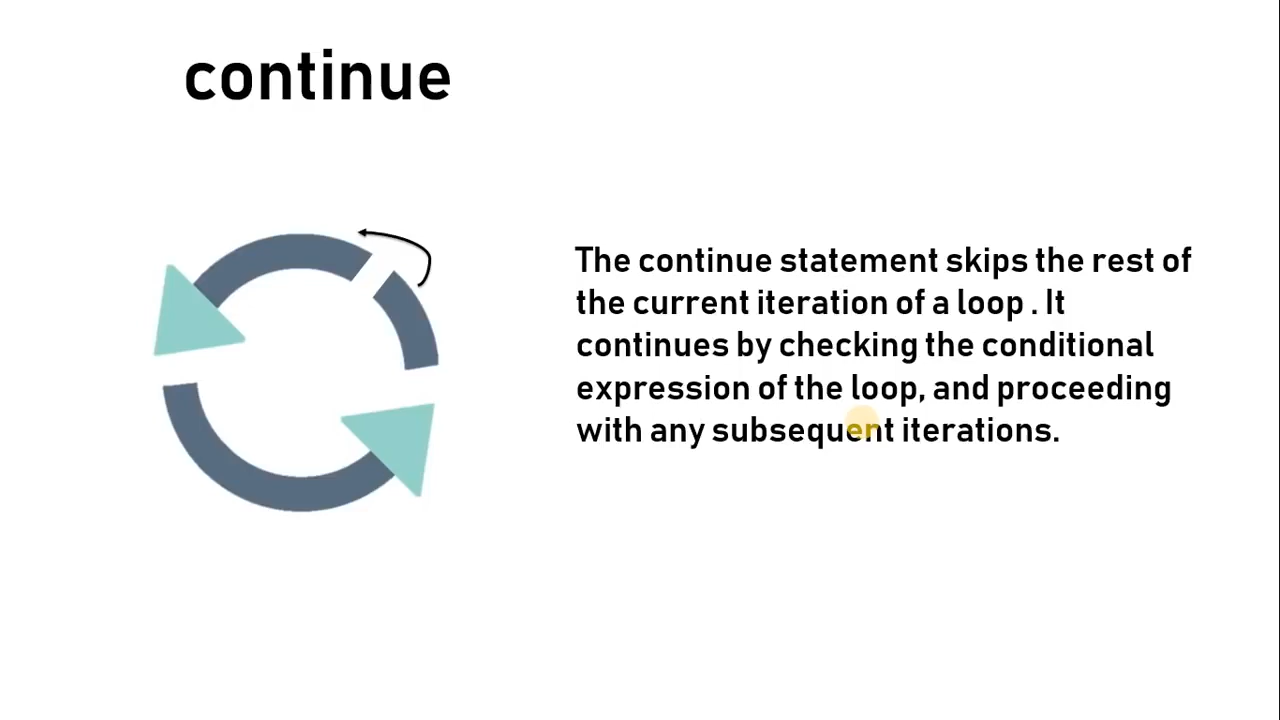 continue
The continue statement skips the rest of
the current iteration of a loop . It
continues by checking the conditional
expression of the loop, and proceeding
with any subsequent iterations.